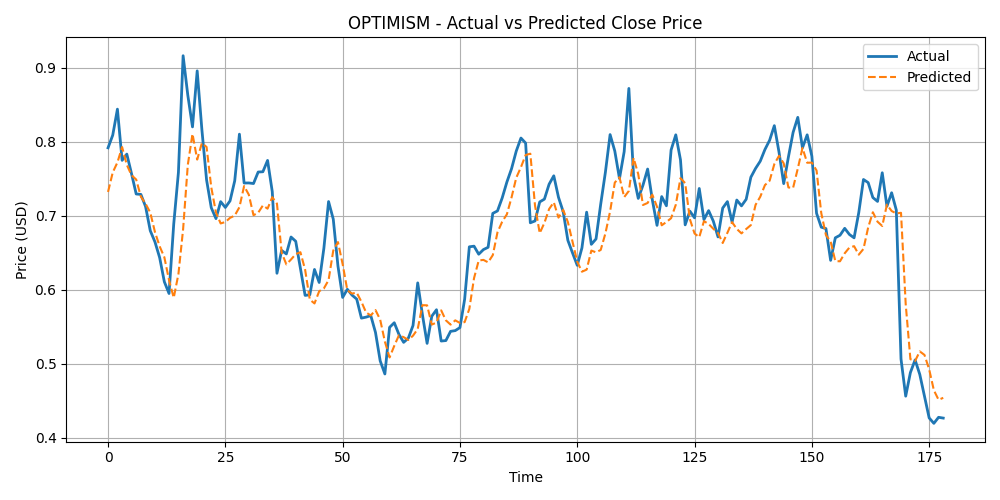 OPTIMISM - Actual vs Predicted Close Price
Actual
Predicted
Price (USD)
0.9
0.8
0.7
0.6
0.5
0.4
0 25 50 75 100 125 150 175
Time